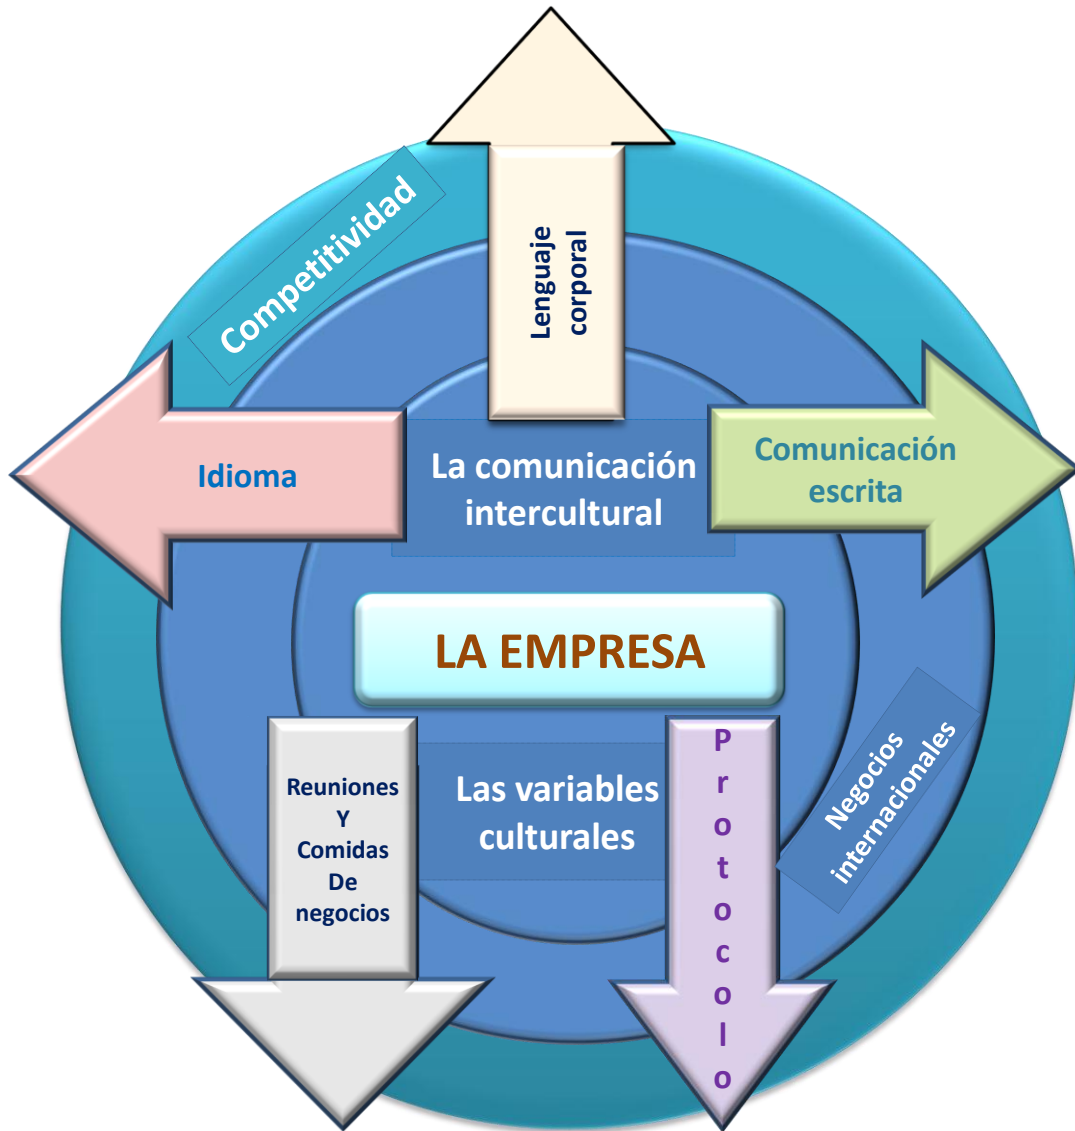 Lenguaje
corporal
Competitividad
Idioma
La comunicación
intercultural
Comunicación
escrita
LA EMPRESA
Reuniones
Y
Comidas
De
negocios
Las variables
culturales
Protocolo
Negocios
internacionales